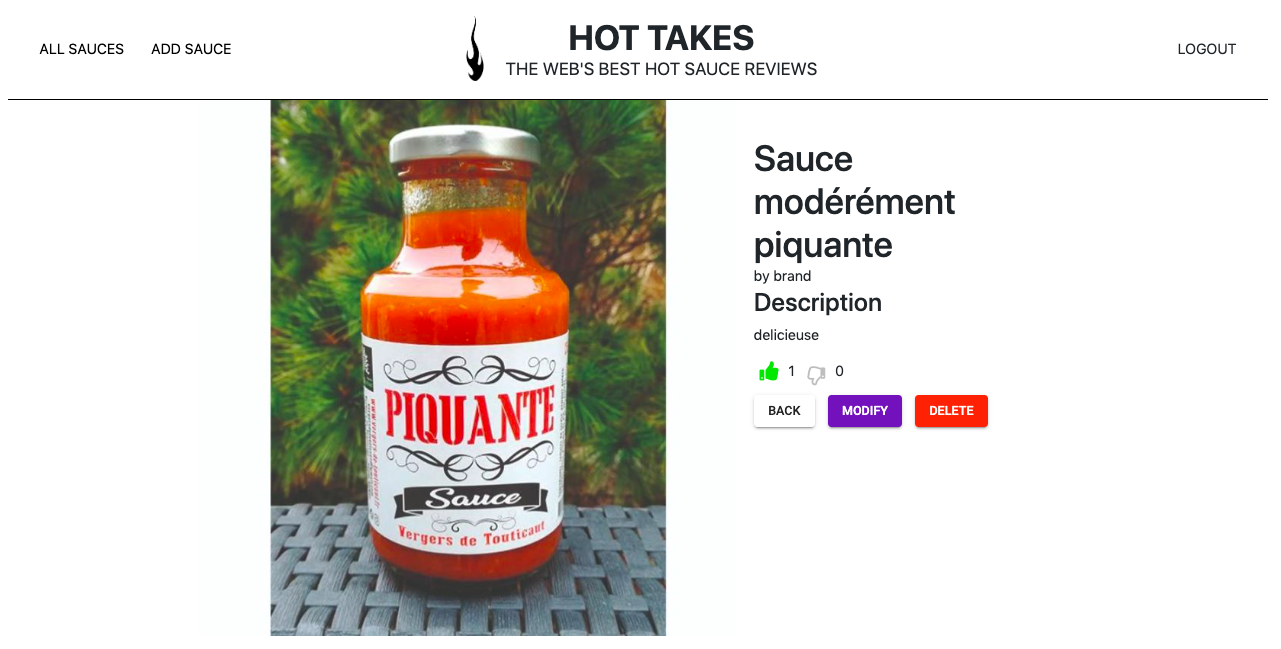 ALL SAUCES
ADD SAUCE
HOT TAKES
THE WEB'S BEST HOT SAUCE REVIEWS
LOGOUT
PIQUANTE
Sauce
Vergers de Touticaut
Sauce
modérément
piquante
by brand
Description
delicieuse
1
0
BACK
MODIFY
DELETE